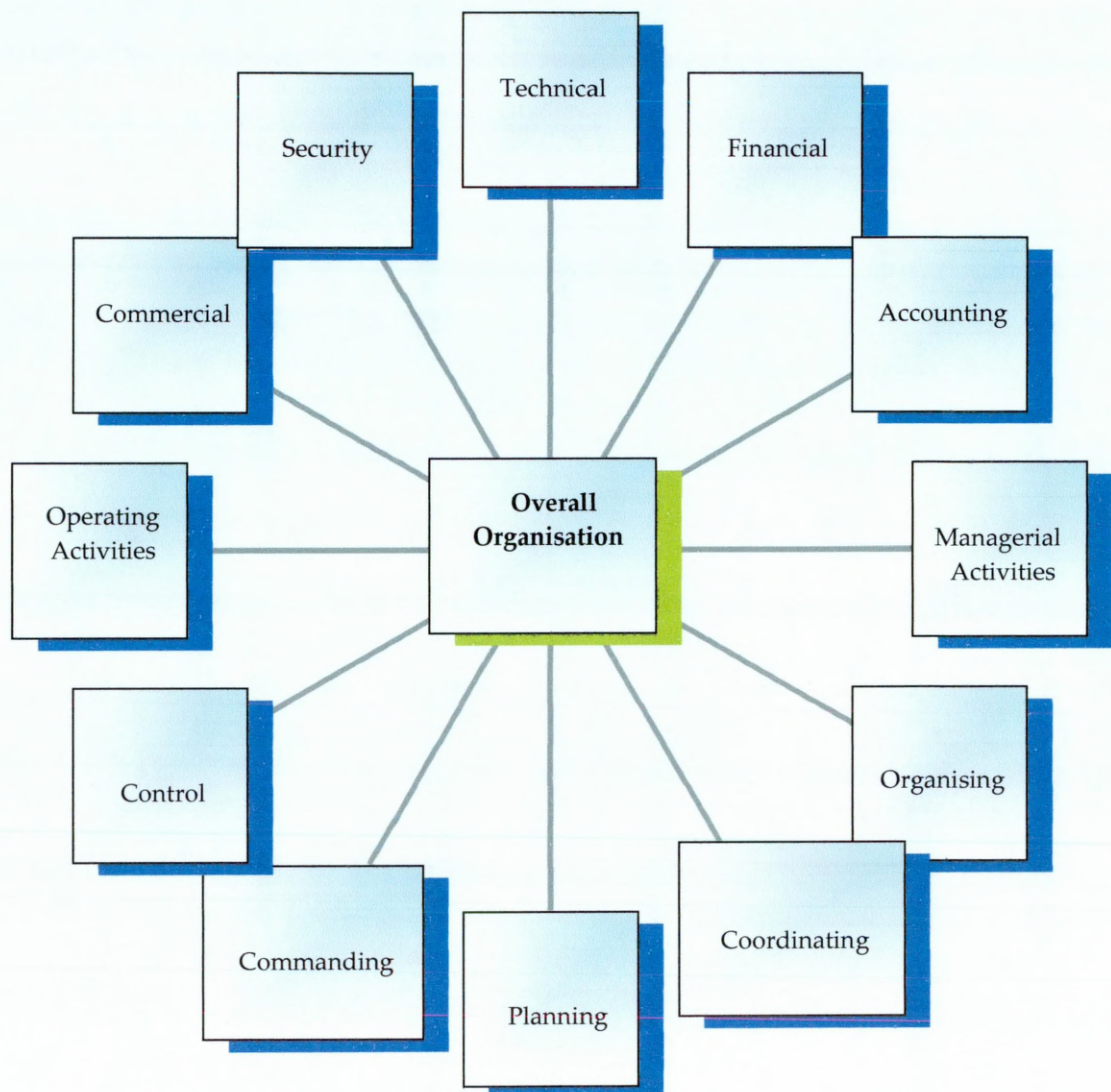 Technical
Security
Financial
Commercial
Accounting
Overall
Organisation
Operating
Activities
Managerial
Activities
Control
Organising
Commanding
Coordinating
Planning